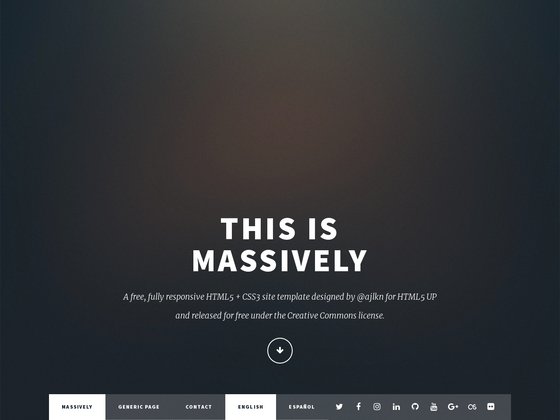 THIS IS
MASSIVELY
A free, fully responsive HTML5 + CSS3 site template designed by @ajlkn for HTML5 UP
and released for free under the Creative Commons license.
MASSIVELY GENERIC PAGE CONTACT ENGLISH ESPAÑOL